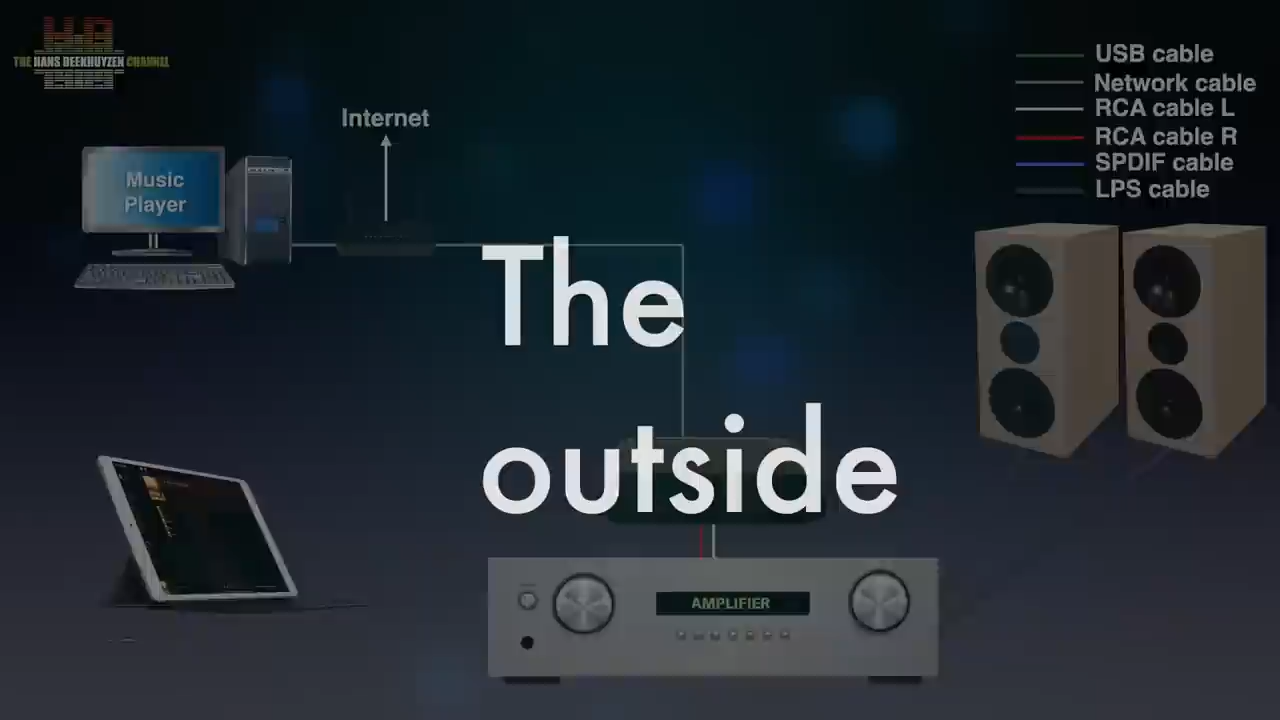 THE HANS BEEKHUYZEN CHANNEL
USB cable
Network cable
RCA cable L
RCA cable R
SPDIF cable
LPS cable
Internet
Music
Player
The
outside
AMPLIFIER